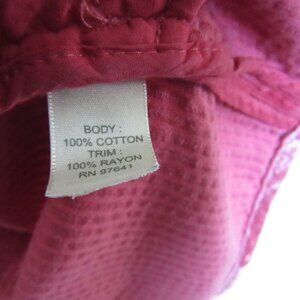 BODY :
100% COTTON
TRIM :
100% RAYON
RN 97641